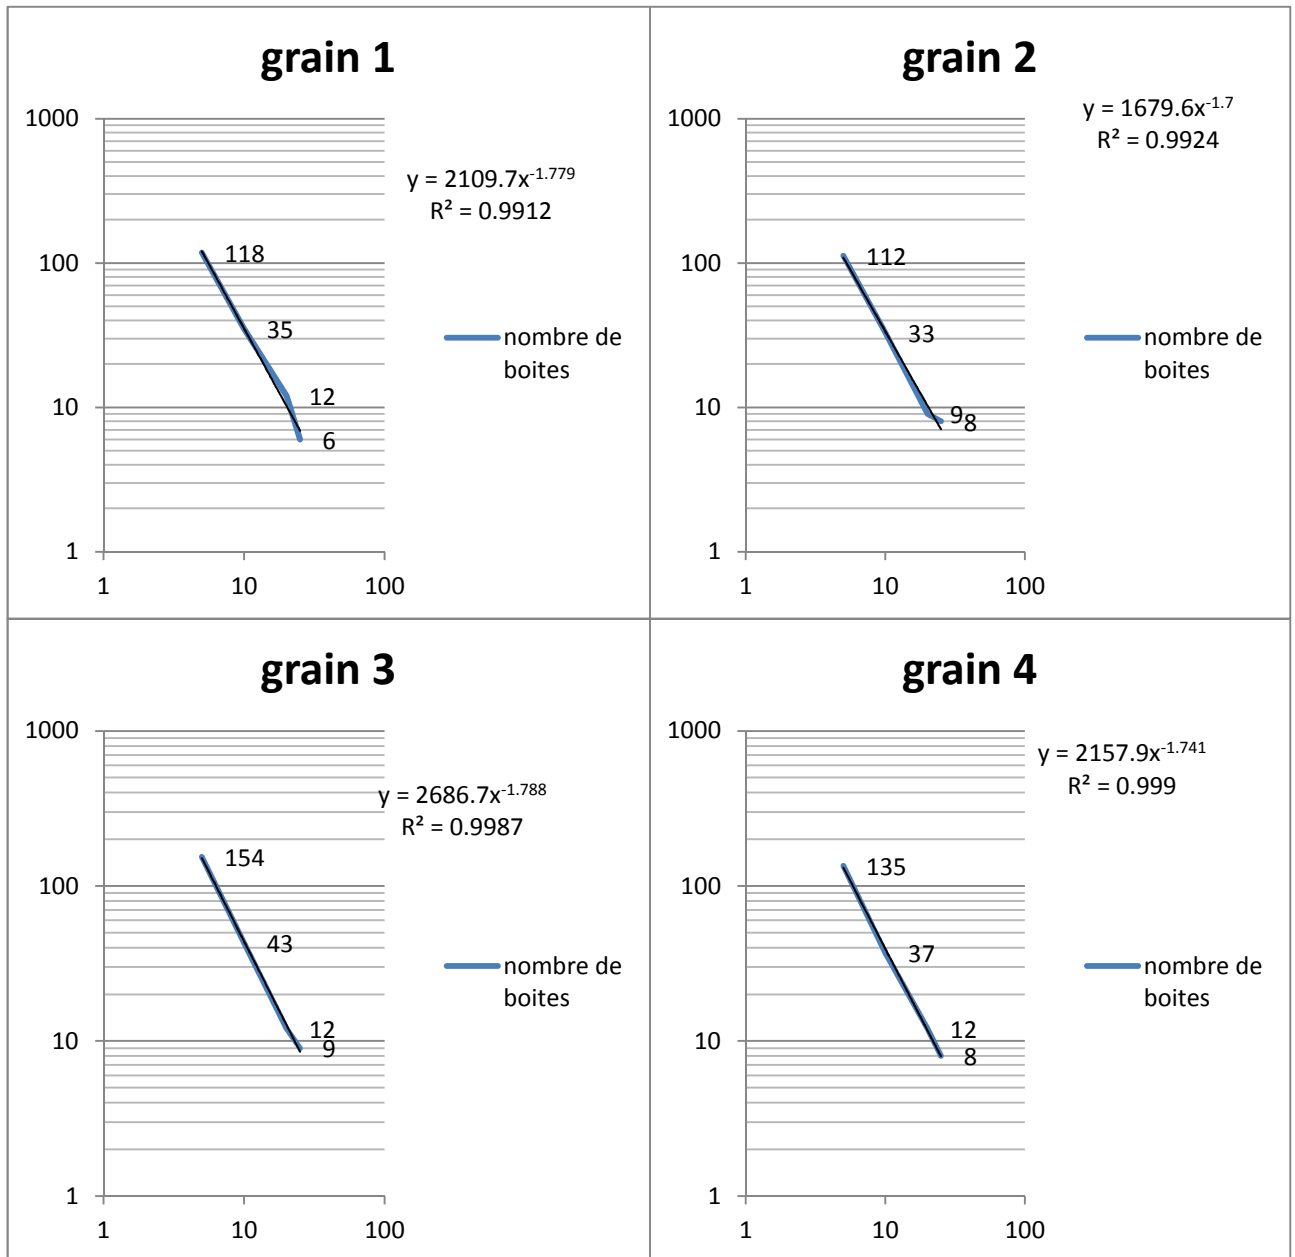 grain 1
1000
100
10
1
1
10
100
118
35
12
6
y = 2109.7x^-1.779
R² = 0.9912
nombre de
boites
grain 2
1000
100
10
1
1
10
100
112
33
9
8
y = 1679.6x^-1.7
R² = 0.9924
nombre de
boites
grain 3
1000
100
10
1
1
10
100
154
43
12
9
y = 2686.7x^-1.788
R² = 0.9987
nombre de
boites
grain 4
1000
100
10
1
1
10
100
135
37
12
8
y = 2157.9x^-1.741
R² = 0.999
nombre de
boites